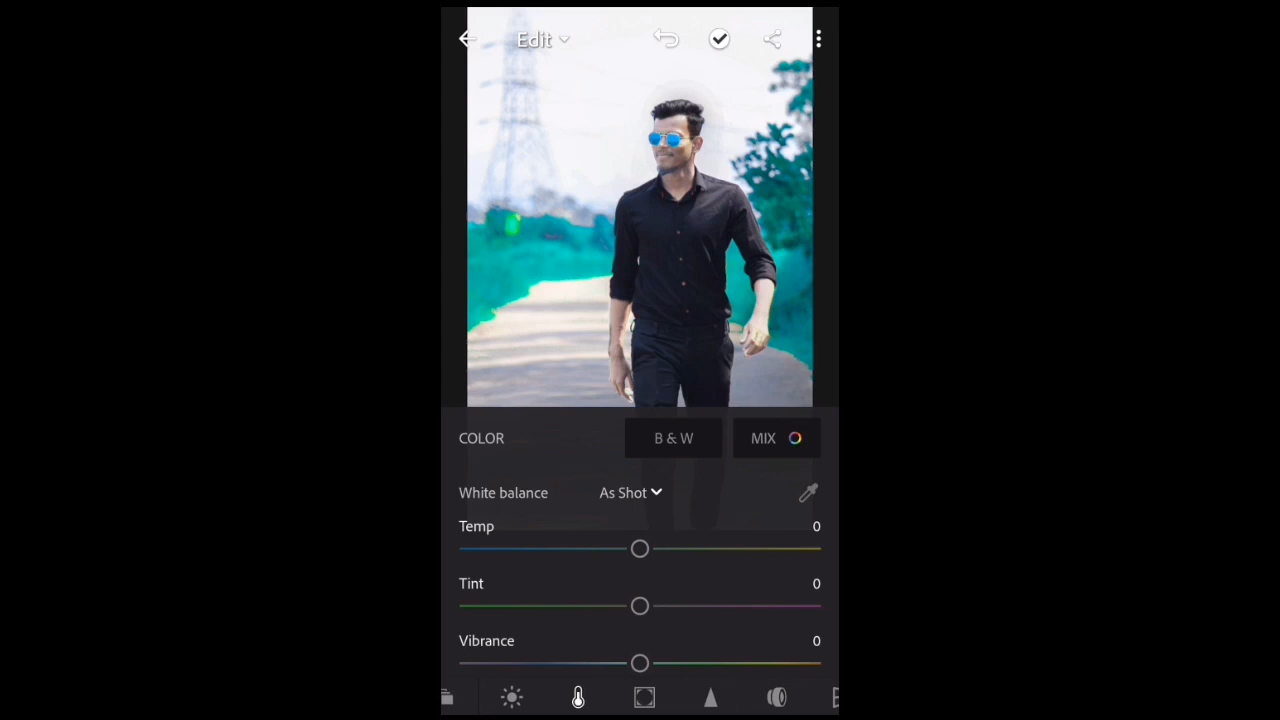 Edit
COLOR B & W MIX
White balance As Shot
Temp 0
Tint 0
Vibrance 0